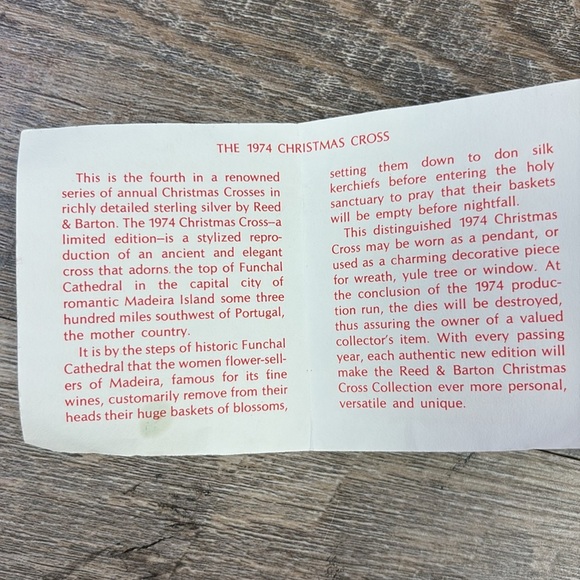 THE 1974 CHRISTMAS CROSS
This is the fourth in a renowned
series of annual Christmas Crosses in
richly detailed sterling silver by Reed
& Barton. The 1974 Christmas Cross—a
limited edition—is a stylized repro-
duction of an ancient and elegant
cross that adorns the top of Funchal
Cathedral in the capital city of
romantic Madeira Island some three
hundred miles southwest of Portugal,
the mother country.
It is by the steps of historic Funchal
Cathedral that the women flower-sell-
ers of Madeira, famous for its fine
wines, customarily remove from their
heads their huge baskets of blossoms,
setting them down to don silk
kerchiefs before entering the holy
sanctuary to pray that their baskets
will be empty before nightfall.
This distinguished 1974 Christmas
Cross may be worn as a pendant, or
used as a charming decorative piece
for wreath, yule tree or window. At
the conclusion of the 1974 produc-
tion run, the dies will be destroyed,
thus assuring the owner of a valued
collector's item. With every passing
year, each authentic new edition will
make the Reed & Barton Christmas
Cross Collection ever more personal,
versatile and unique.